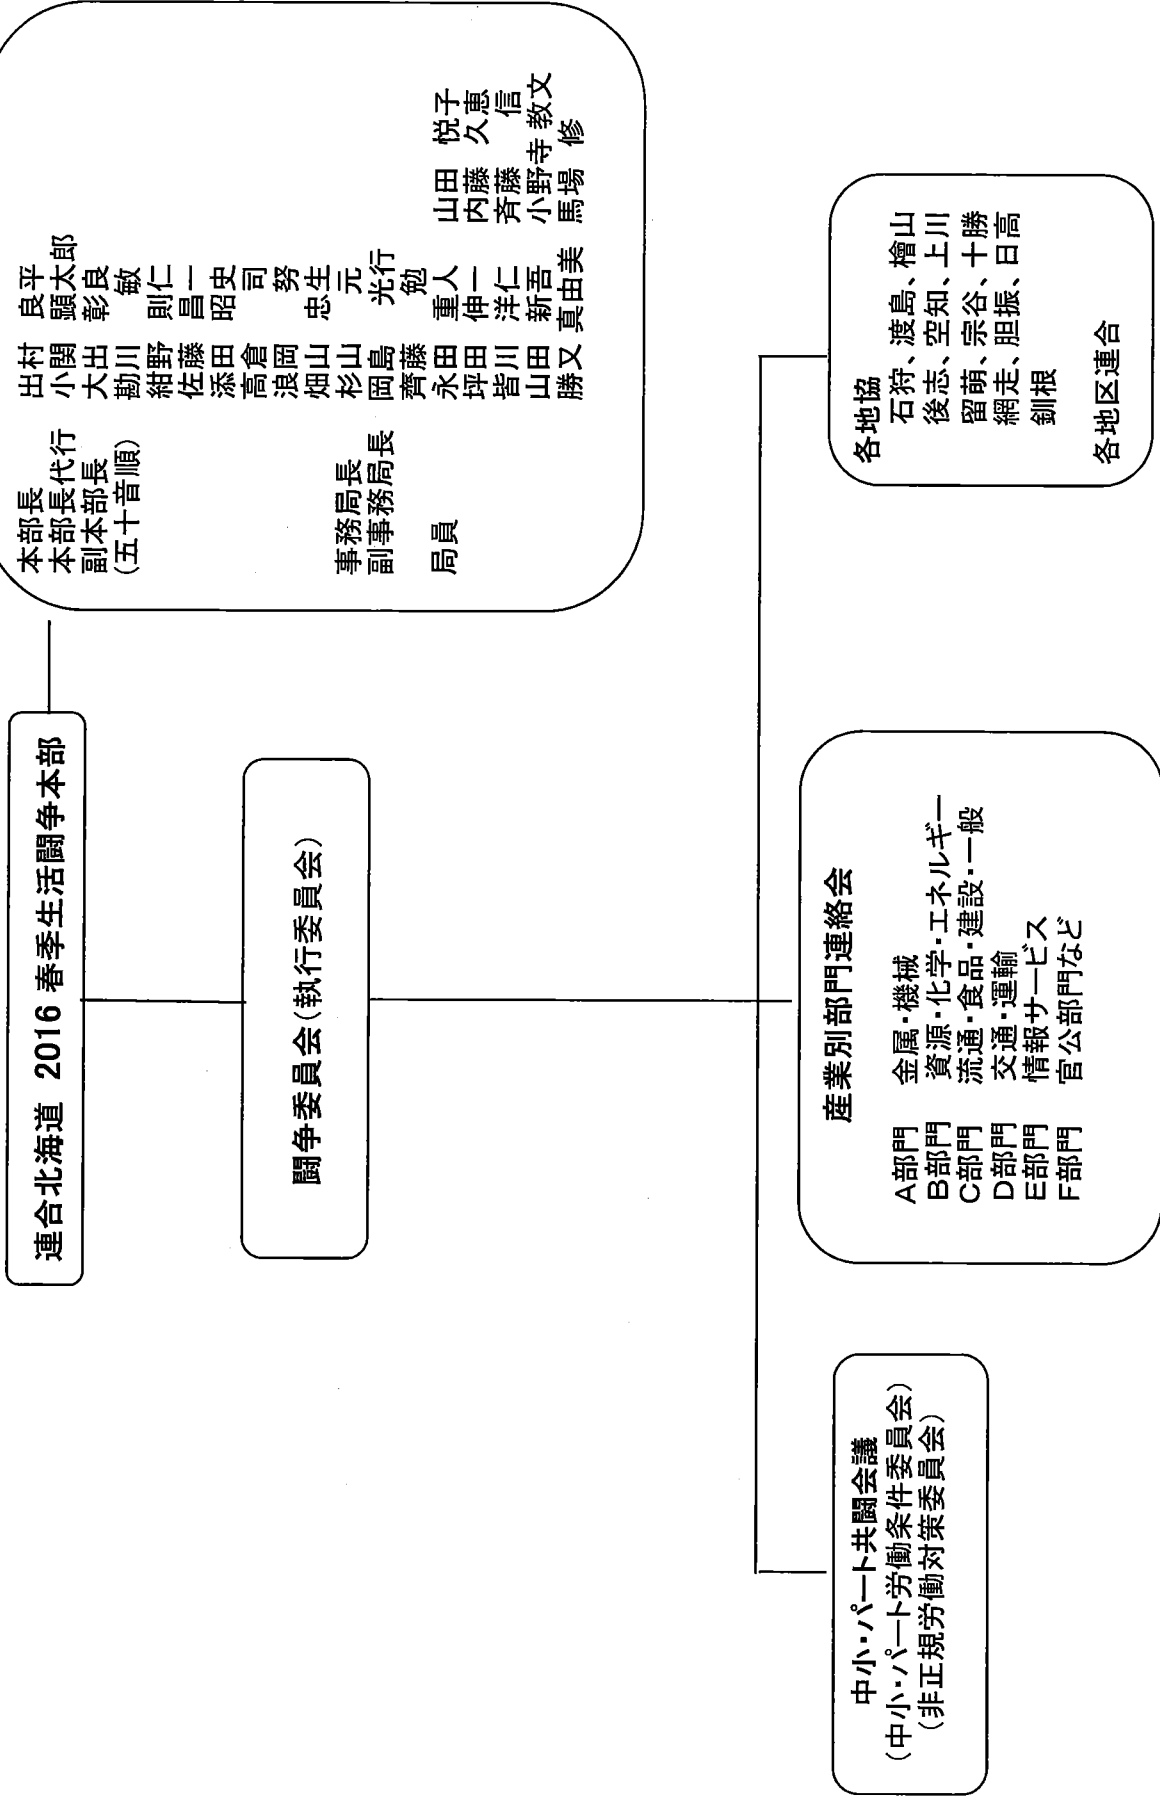 連合北海道 2016 春季生活闘争本部
本部長 出村 良平
本部長代行 小関 顕太郎
副本部長 大出 彰良
(五十音順) 勘川 敏
紺野 則仁
佐藤 昌一
添田 昭史
高倉 司
浪岡 努
畑山 忠生
事務局長 杉山 元
副事務局長 岡島 光行
齊藤 勉
局員 永田 重人 山田 悦子
坪田 伸一 内藤 久恵
皆川 洋仁 斉藤 信
山田 新吾 小野寺 教文
勝又 真由美 馬場 修
闘争委員会(執行委員会)
中小・パート共闘会議
(中小・パート労働条件委員会)
(非正規労働対策委員会)
産業別部門連絡会
A部門 金属・機械
B部門 資源・化学・エネルギー
C部門 流通・食品・建設・一般
D部門 交通・運輸
E部門 情報サービス
F部門 官公部門など
各地協
石狩、渡島、檜山
後志、空知、上川
留萌、宗谷、十勝
網走、胆振、日高
釧根
各地区連合